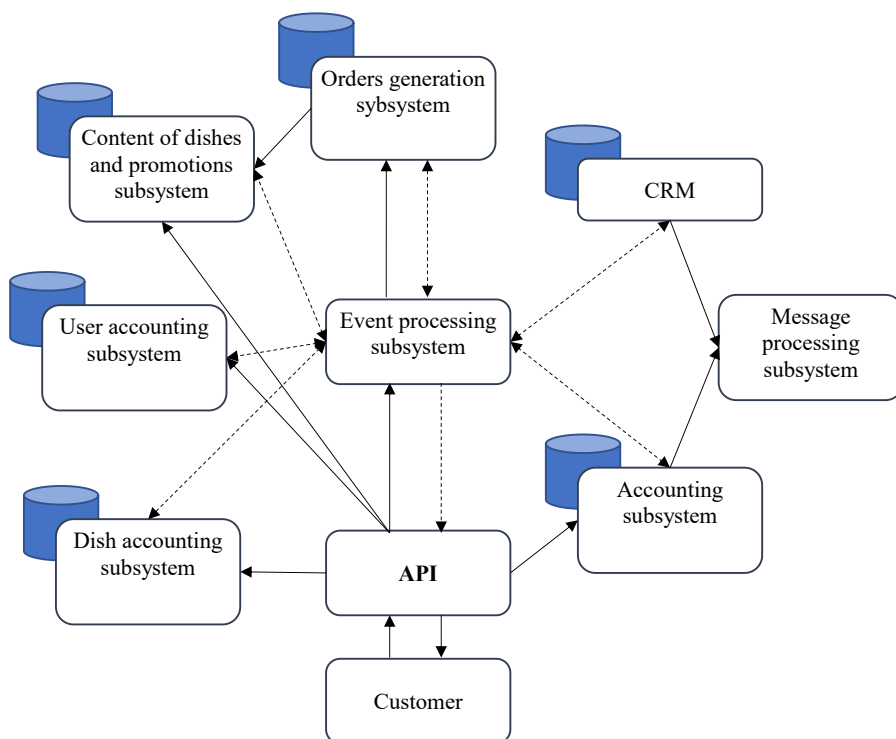 Orders generation
sybsystem
Content of dishes
and promotions
subsystem
CRM
User accounting
subsystem
Event processing
subsystem
Message
processing
subsystem
Accounting
subsystem
Dish accounting
subsystem
API
Customer